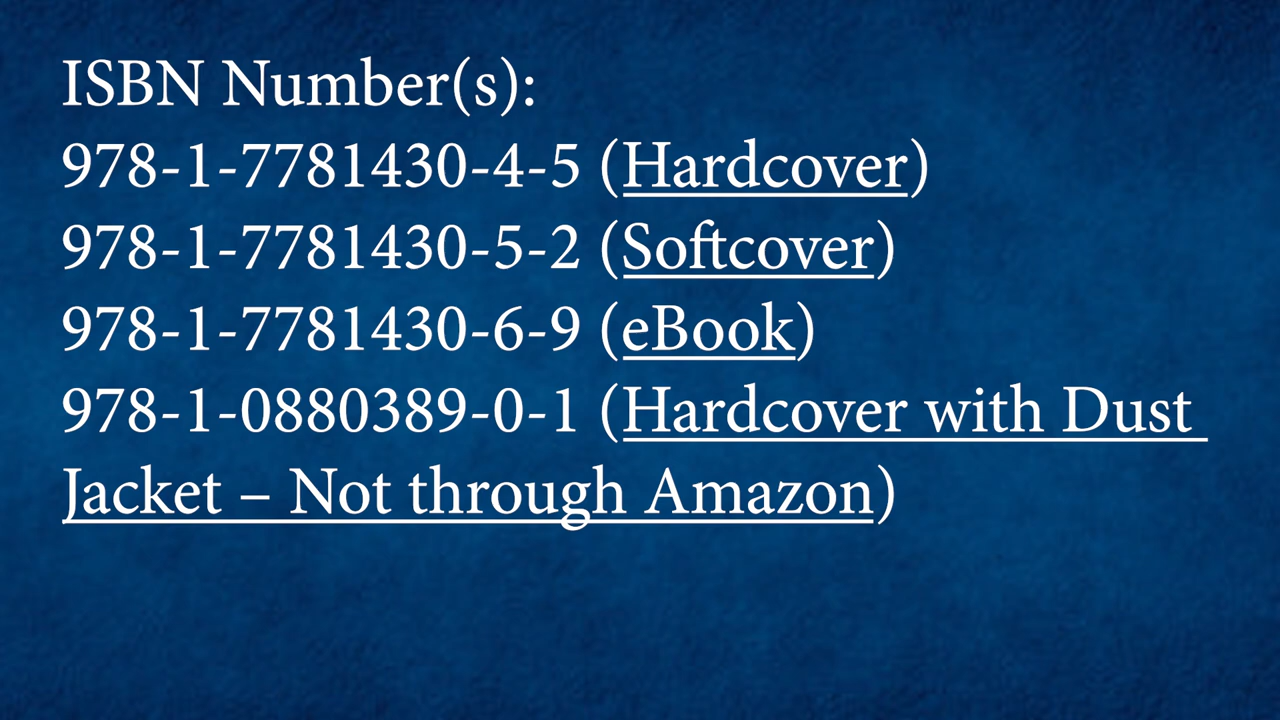 ISBN Number(s):
978-1-7781430-4-5 (Hardcover)
978-1-7781430-5-2 (Softcover)
978-1-7781430-6-9 (eBook)
978-1-0880389-0-1 (Hardcover with Dust
Jacket – Not through Amazon)